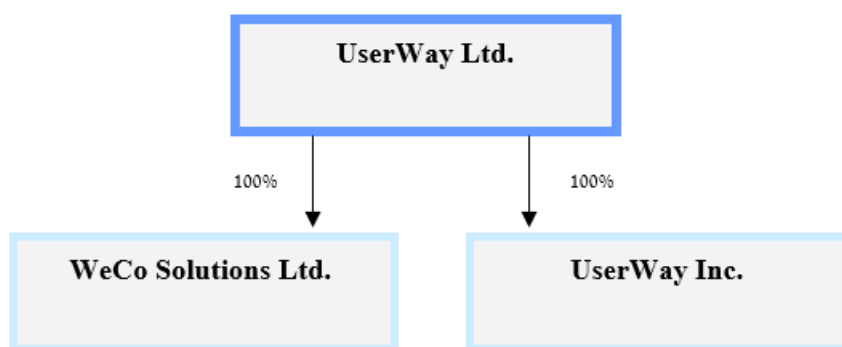 UserWay Ltd.
100%
100%
WeCo Solutions Ltd.
UserWay Inc.